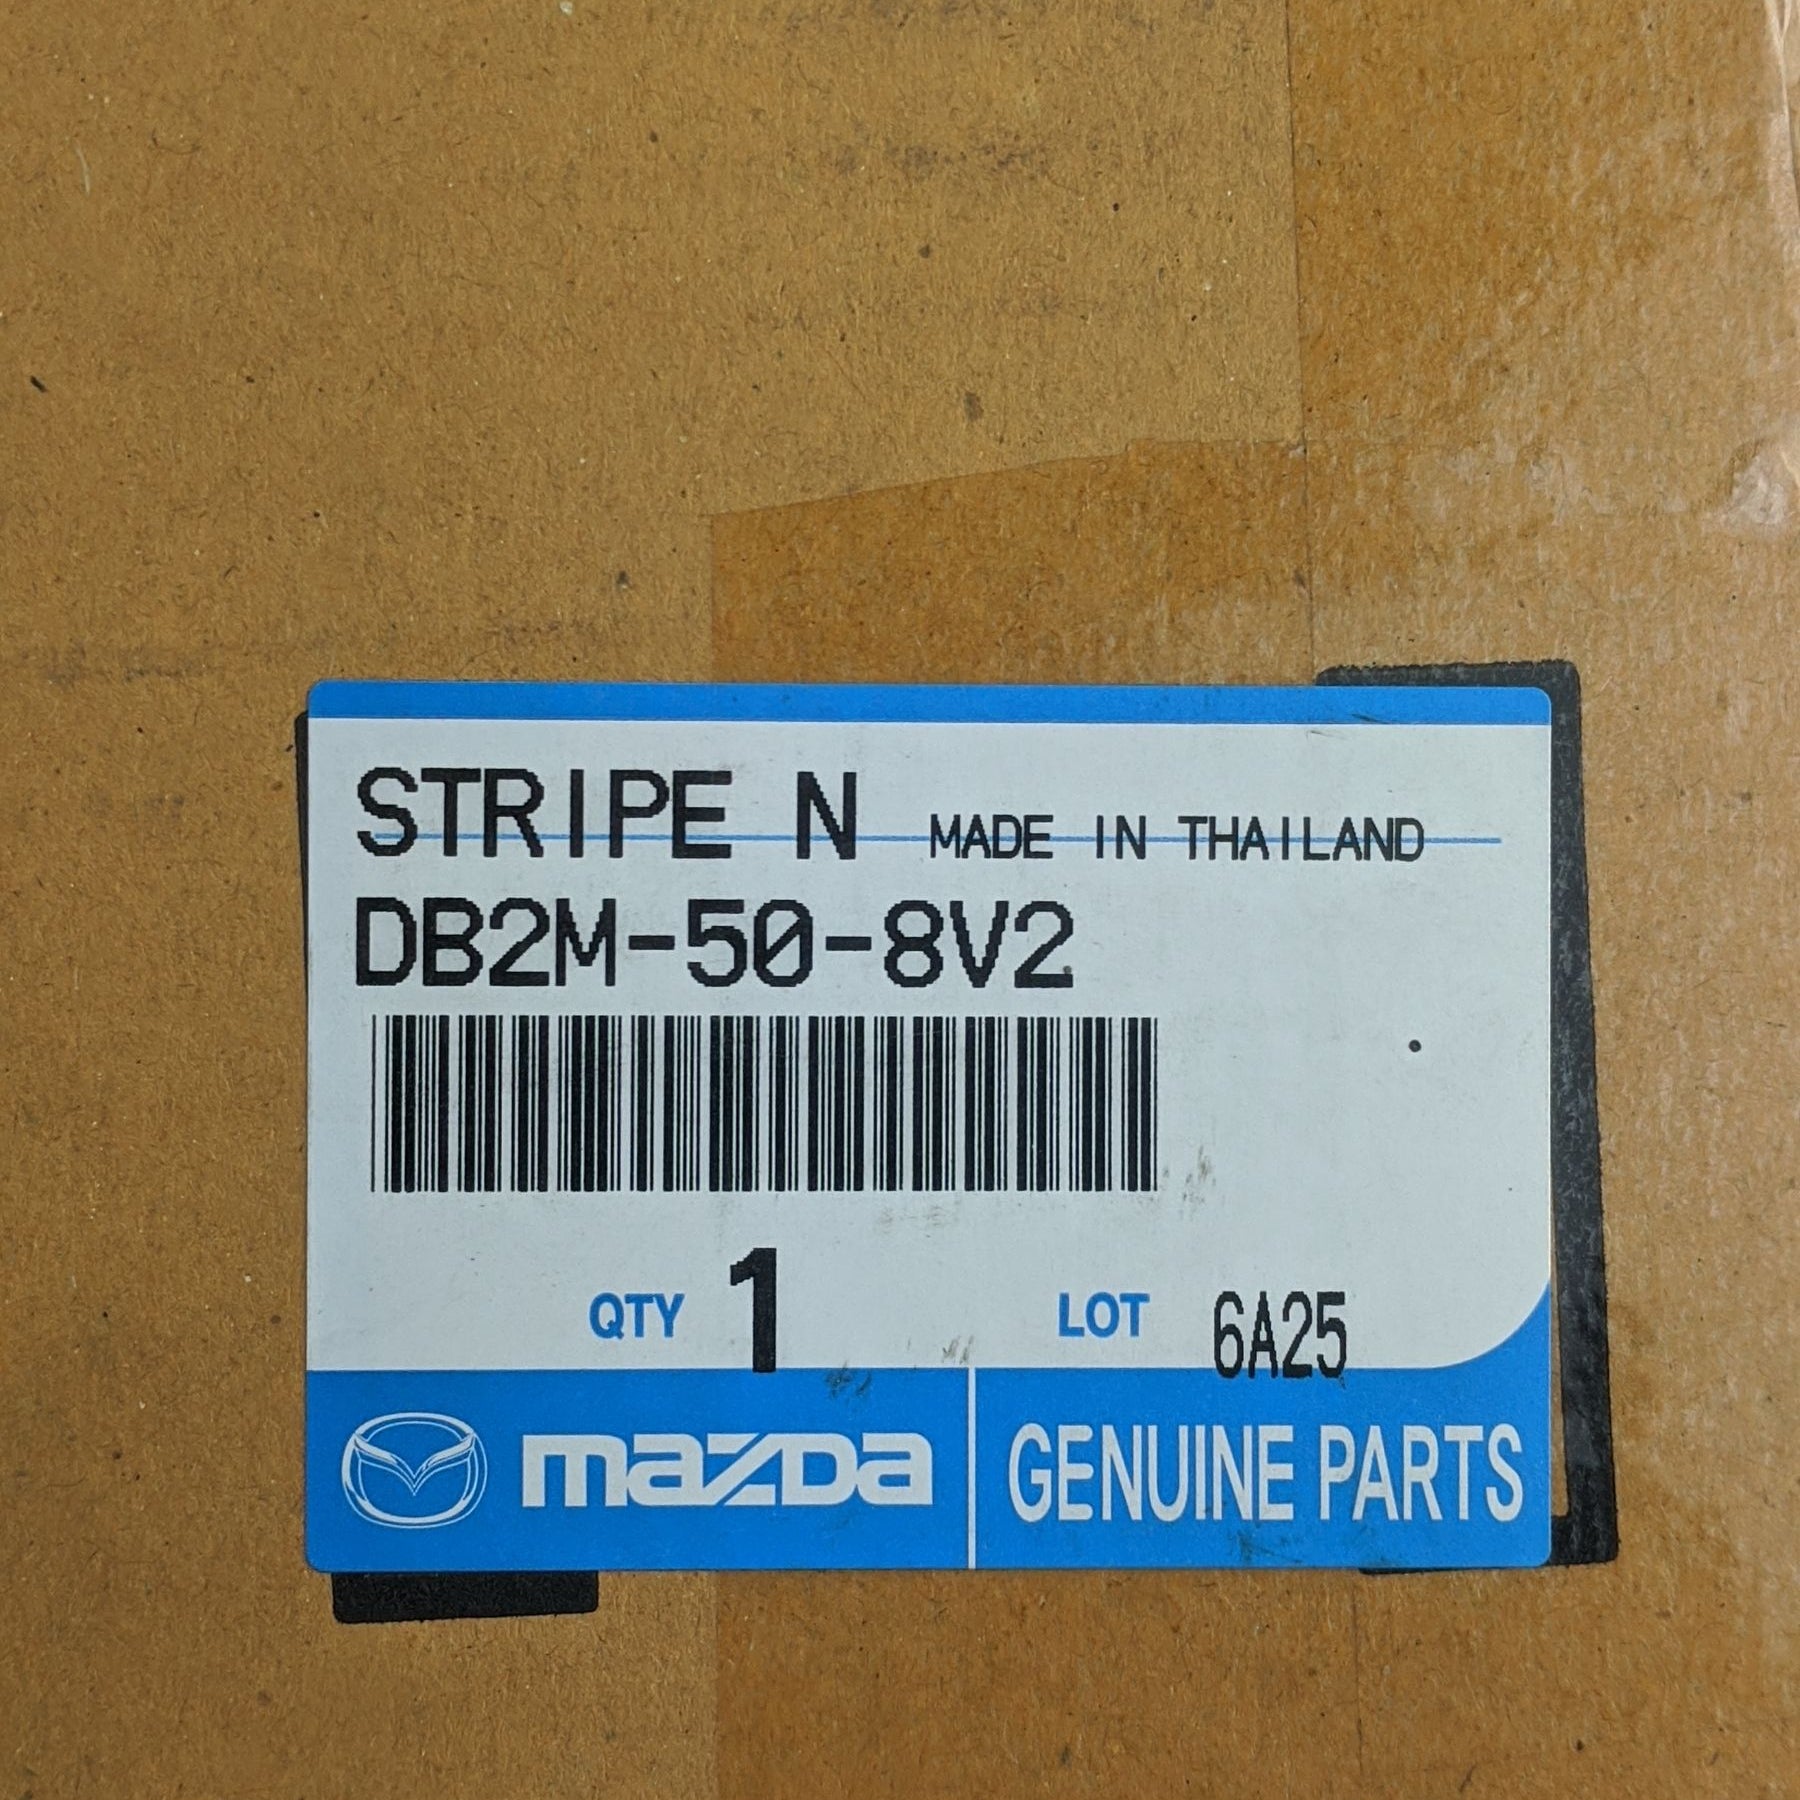 STRIPE N MADE IN THAILAND
DB2M-50-8V2
QTY 1 LOT 6A25
mazda GENUINE PARTS